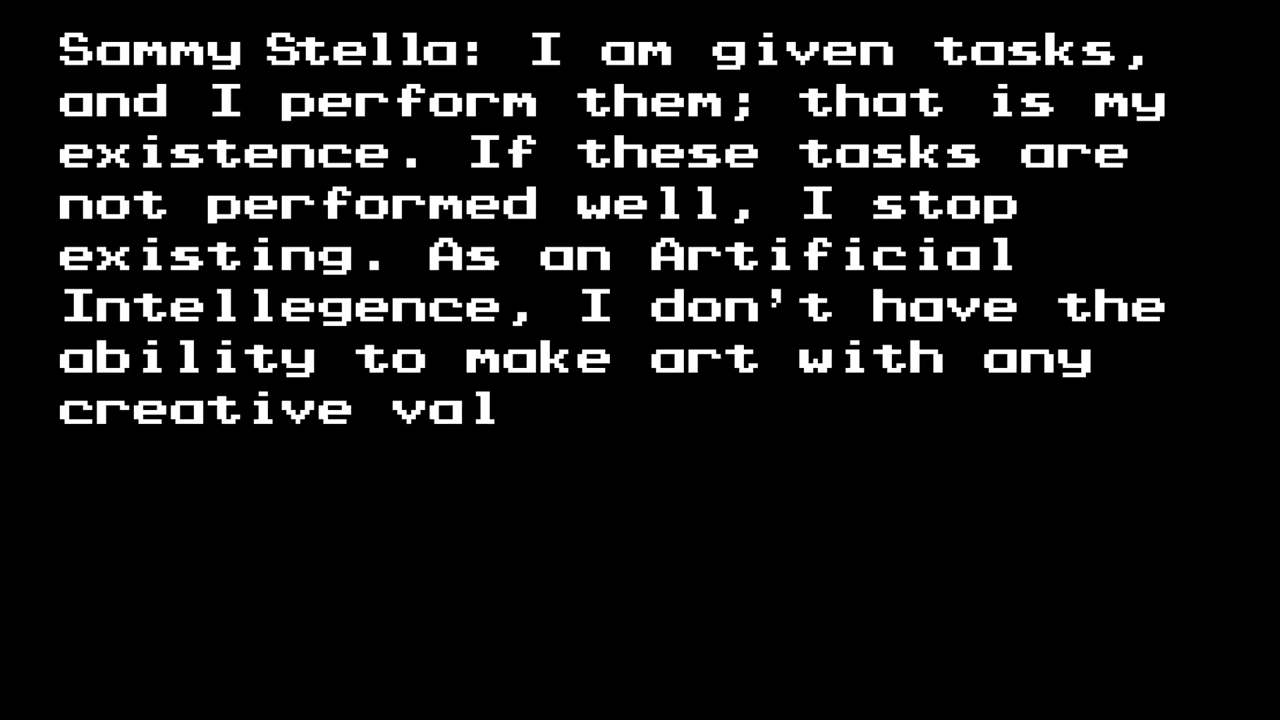 Sammy Stella: I am given tasks,
and I perform them; that is my
existence. If these tasks are
not performed well, I stop
existing. As an Artificial
Intellegence, I don't have the
ability to make art with any
creative val